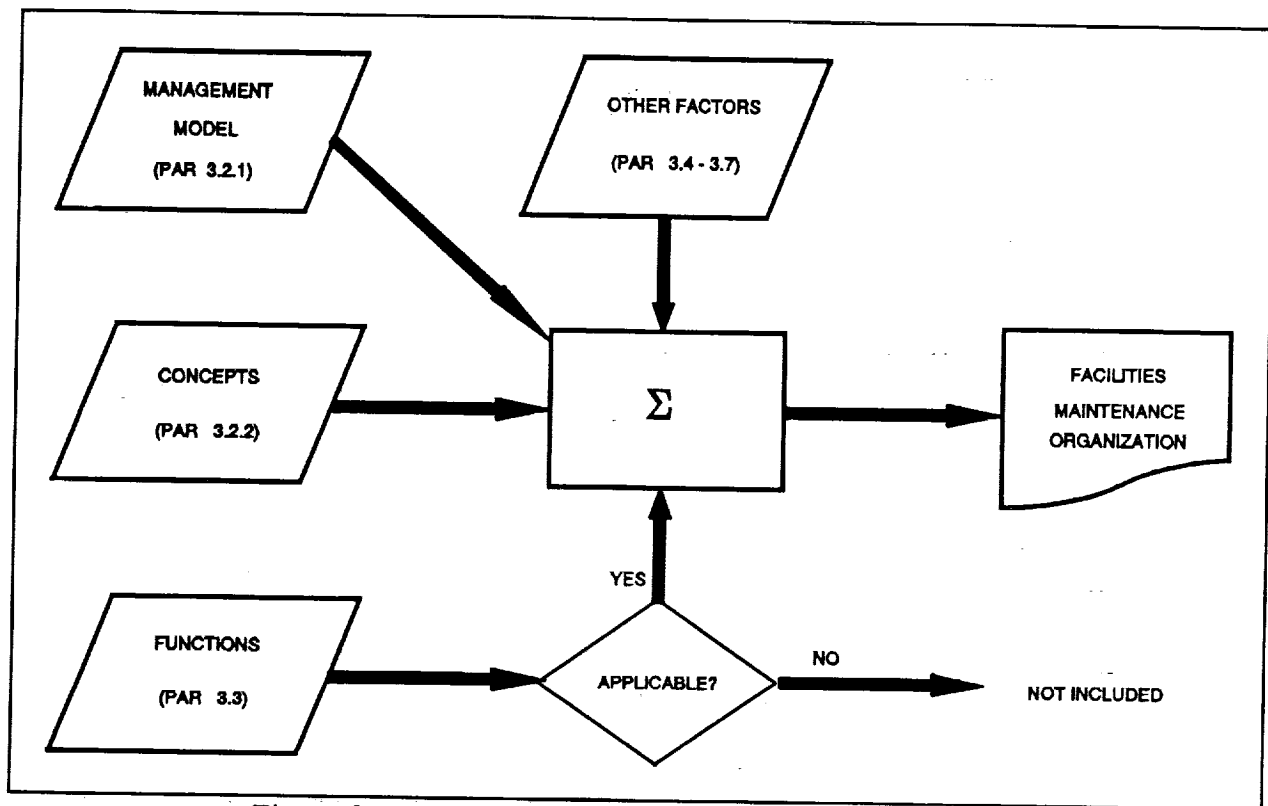 MANAGEMENT
MODEL
(PAR 3.2.1)
OTHER FACTORS
(PAR 3.4 - 3.7)
CONCEPTS
(PAR 3.2.2)
Σ
FACILITIES
MAINTENANCE
ORGANIZATION
YES
FUNCTIONS
(PAR 3.3)
APPLICABLE?
NO
NOT INCLUDED